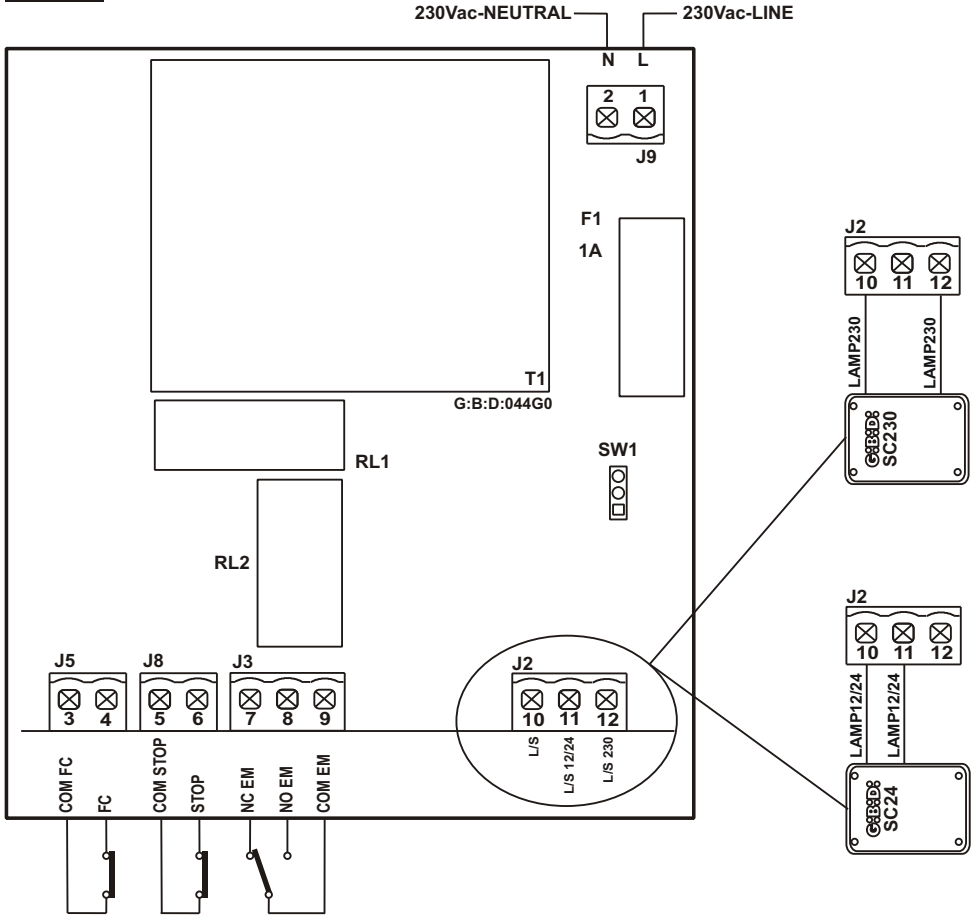 230Vac-NEUTRAL
230Vac-LINE
N L
2 1
J9
F1
1A
T1
G:B:D:044G0
RL1
SW1
RL2
J5
3 4
J8
5 6
J3
7 8 9
J2
10 11 12
L/S
L/S 12/24
L/S 230
COM FC
FC
COM STOP
STOP
NC EM
NO EM
COM EM
J2
10 11 12
LAMP230
LAMP230
G:B:D:
SC230
J2
10 11 12
LAMP12/24
LAMP12/24
G:B:D:
SC24